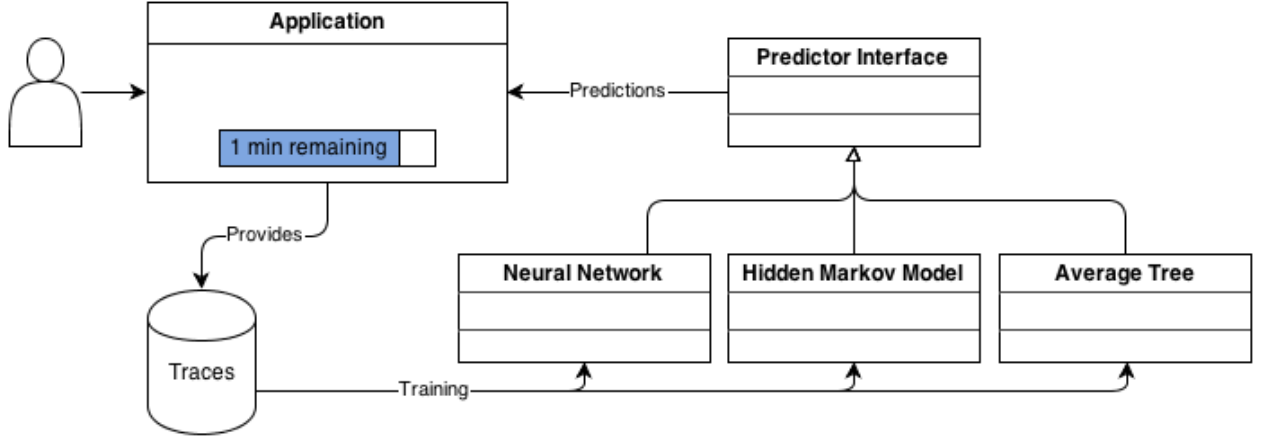 Application
Predictor Interface
Predictions
1 min remaining
Provides
Neural Network
Hidden Markov Model
Average Tree
Traces
Training